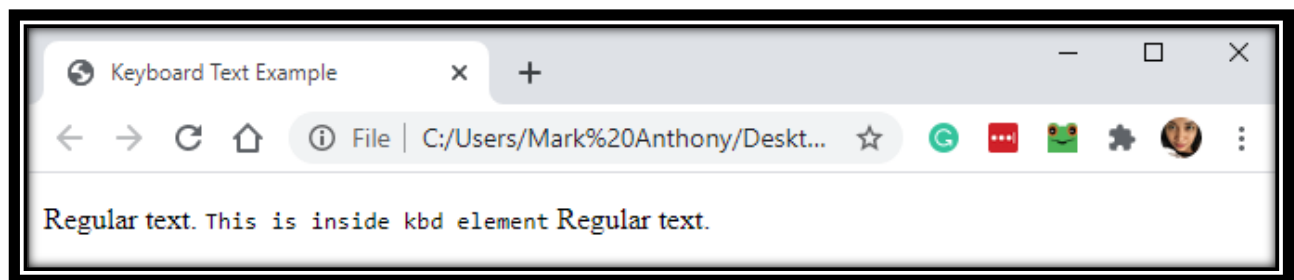 Keyboard Text Example
File C:/Users/Mark%20Anthony/Deskt...
Regular text. This is inside kbd element Regular text.